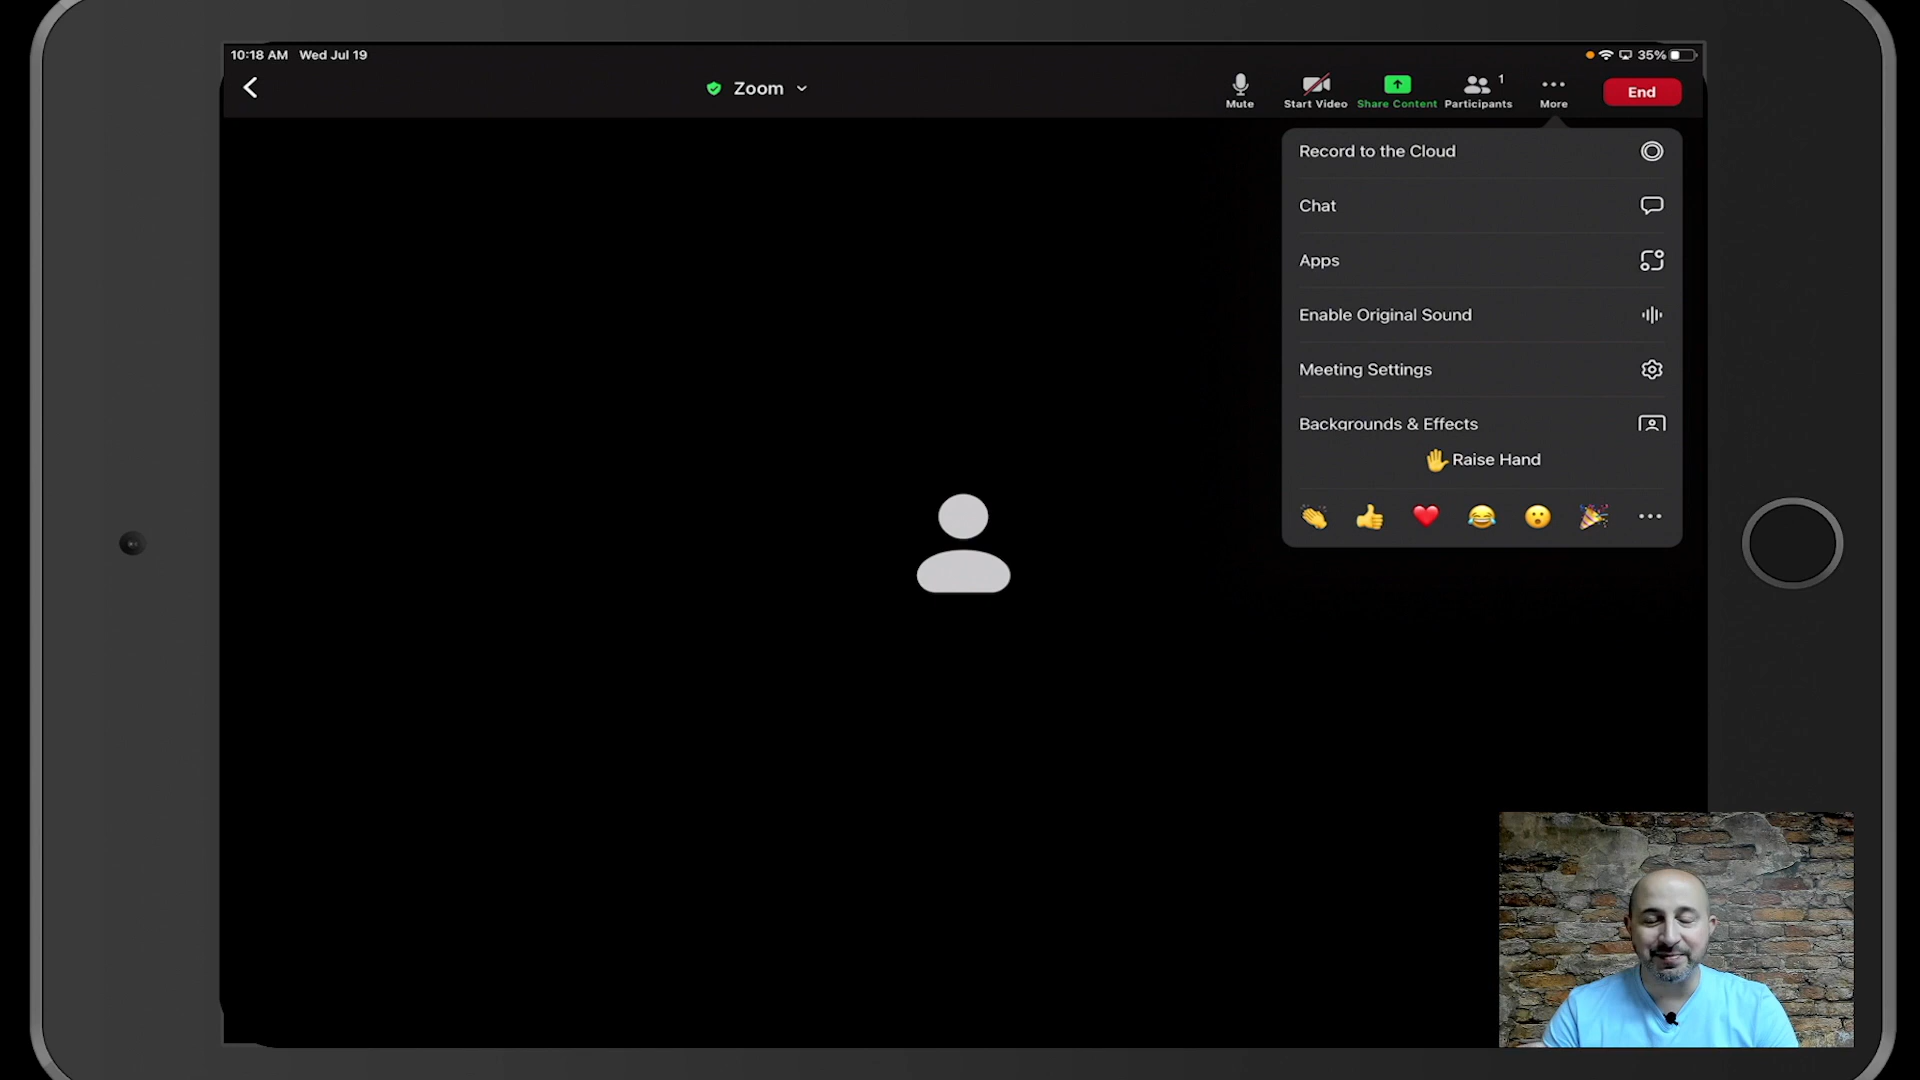 10:18 AM Wed Jul 19
35%
Zoom
Mute
Start Video
Share Content
Participants
1
More
End
Record to the Cloud
Chat
Apps
Enable Original Sound
Meeting Settings
Backgrounds & Effects
Raise Hand